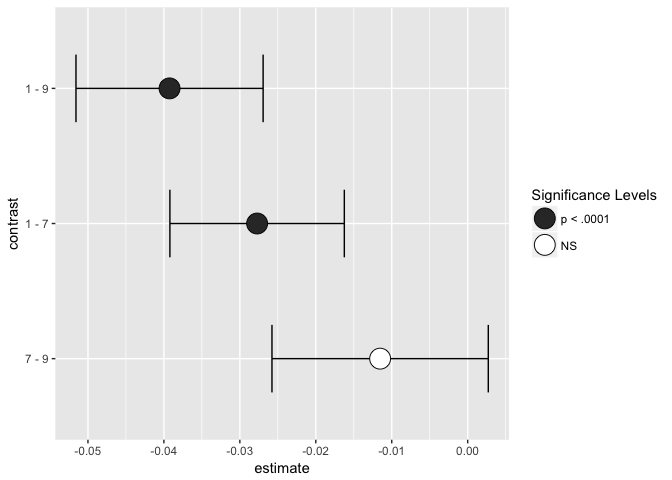 1 - 9
1 - 7
7 - 9
contrast
-0.05
-0.04
-0.03
-0.02
-0.01
0.00
estimate
Significance Levels
p < .0001
NS